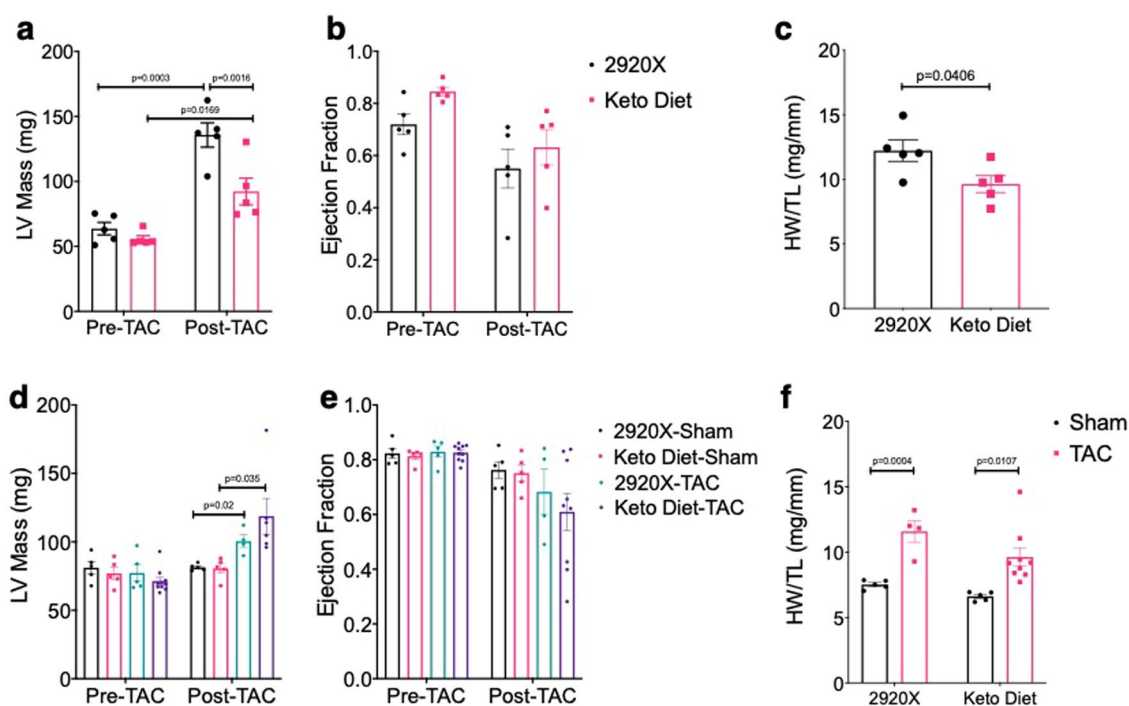 a
200
150
100
50
0
LV Mass (mg)
p=0.0003
p=0.0016
p=0.0169
Pre-TAC
Post-TAC
b
1.0
0.8
0.6
0.4
0.2
0.0
Ejection Fraction
Pre-TAC
Post-TAC
2920X
Keto Diet
c
20
15
10
5
0
HW/TL (mg/mm)
p=0.0406
2920X
Keto Diet
d
200
150
100
50
0
LV Mass (mg)
p=0.02
p=0.035
Pre-TAC
Post-TAC
e
1.0
0.8
0.6
0.4
0.2
0.0
Ejection Fraction
Pre-TAC
Post-TAC
2920X-Sham
Keto Diet-Sham
2920X-TAC
Keto Diet-TAC
f
20
15
10
5
0
HW/TL (mg/mm)
p=0.0004
p=0.0107
2920X
Keto Diet
Sham
TAC